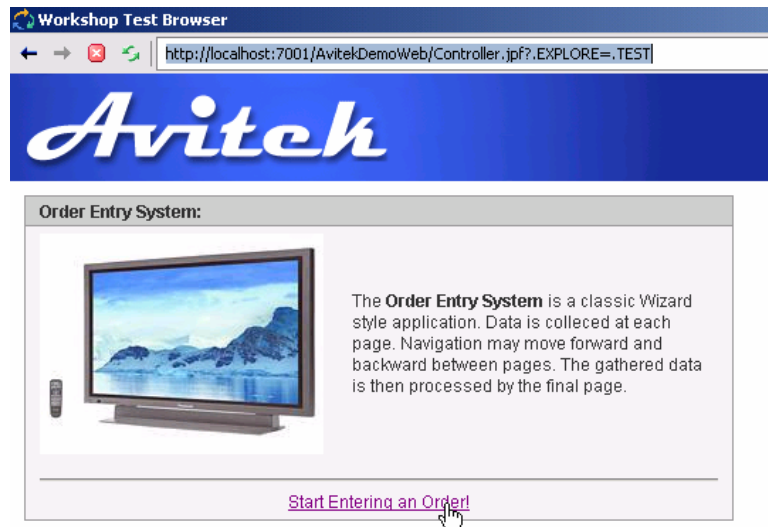 Workshop Test Browser
http://localhost:7001/AvitekDemoWeb/Controller.jpf?.EXPLORE=.TEST
Avitek
Order Entry System:
The Order Entry System is a classic Wizard
style application. Data is colleced at each
page. Navigation may move forward and
backward between pages. The gathered data
is then processed by the final page.
Start Entering an Order!